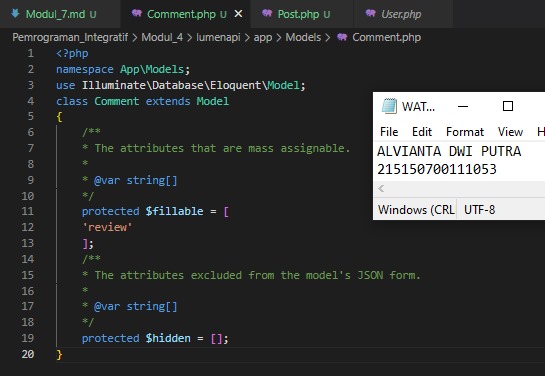 Modul_7.md U
Comment.php U
Post.php U
User.php
Pemrograman_Integratif > Modul_4 > lumenapi > app > Models > Comment.php
1 <?php
2 namespace App\Models;
3 use Illuminate\Database\Eloquent\Model;
4 class Comment extends Model
5 {
6 /**
7 * The attributes that are mass assignable.
8 *
9 * @var string[]
10 */
11 protected $fillable = [
12 'review'
13 ];
14 /**
15 * The attributes excluded from the model's JSON form.
16 *
17 * @var string[]
18 */
19 protected $hidden = [];
20 }
WAT...
File Edit Format View H
ALVIANTA DWI PUTRA
215150700111053
Windows (CRL UTF-8